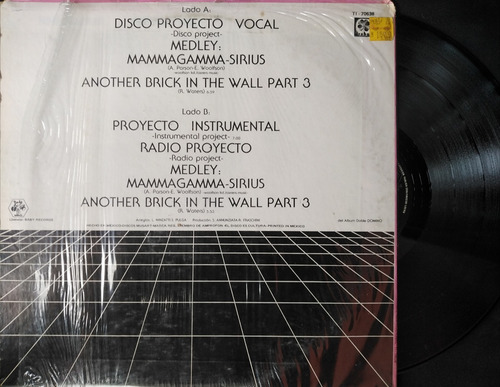 Lado A:
TI-70636
DISCO PROYECTO VOCAL
-Disco project-
MEDLEY:
MAMMAGAMMA-SIRIUS
(A. Parson-E. Woolfson)
ANOTHER BRICK IN THE WALL PART 3
(R. Waters)
Lado B:
PROYECTO INSTRUMENTAL
-Instrumental project-
RADIO PROYECTO
-Radio project-
MEDLEY:
MAMMAGAMMA-SIRIUS
(A. Parson-E. Woolfson)
ANOTHER BRICK IN THE WALL PART 3
(R. Waters)